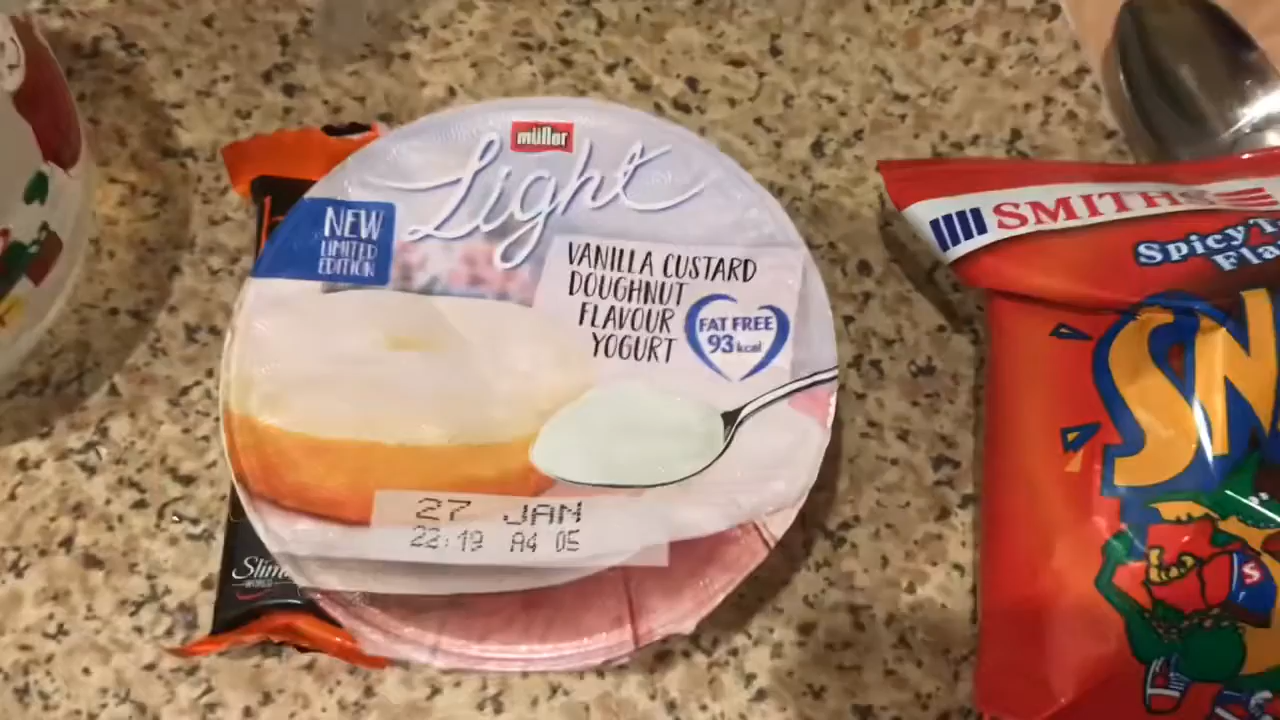 müller
Light
NEW
LIMITED
EDITION
VANILLA CUSTARD
DOUGHNUT
FLAVOUR
YOGURT
FAT FREE
93 kcal
27 JAN
22:19 A4 05
SMITHS
Spicy
S